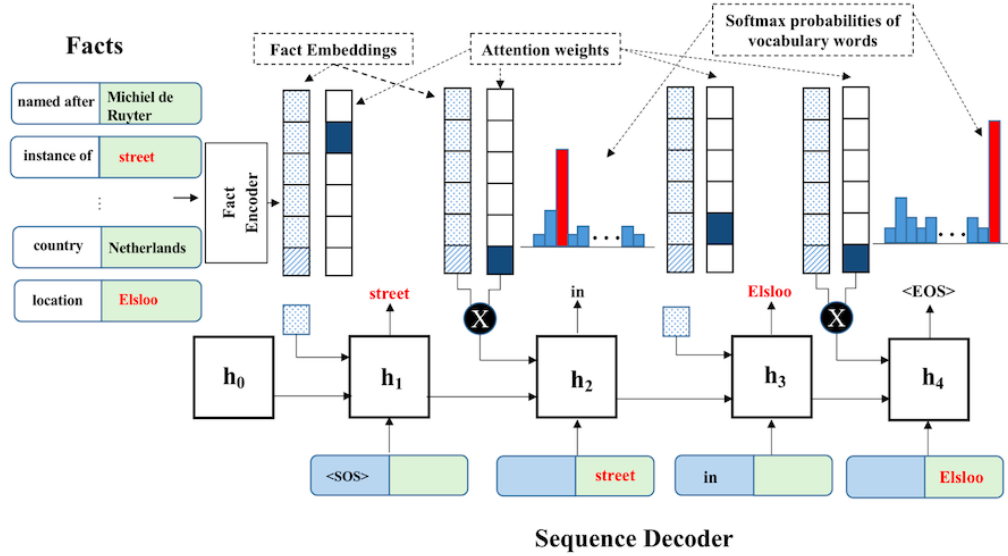 Facts
Fact Embeddings
Attention weights
Softmax probabilities of
vocabulary words
named after
Michiel de
Ruyter
instance of
street
...
country
Netherlands
location
Elsloo
Fact
Encoder
...
...
street
in
Elsloo
<EOS>
X
X
h₀
h₁
h₂
h₃
h₄
<SOS>
street
in
Elsloo
Sequence Decoder